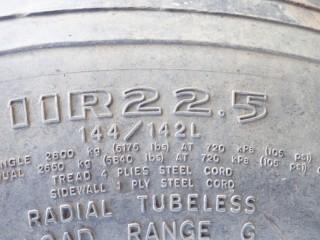 11R22.5
144/142L
NGLE 2800 kg (6175 lbs) AT 720 kPa (105 psi)
UAL 2650 kg (5840 lbs) AT 720 kPa (105 psi)
TREAD 4 PLIES STEEL CORD
SIDEWALL 1 PLY STEEL CORD
RADIAL TUBELESS
OAD RANGE G